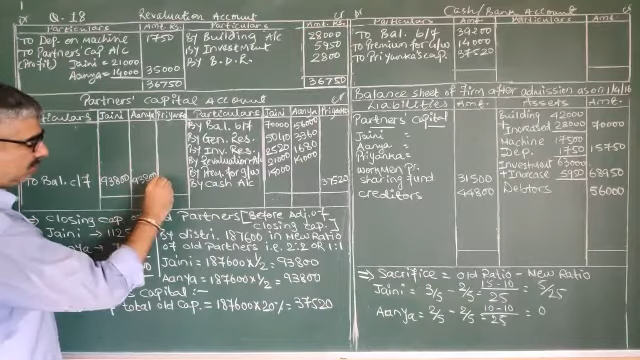 Q-18 Revaluation Account
Dr Cr
Particulars Amt. Particulars Amt. Rs
To Dep. on Machine 1750 By Building A/c 28000
To Partners' Cap A/c By Investment 5950
(Profit) Jaini = 21000 By B.D.R. 2800
Aanya = 14000 35000
36750 36750
Partners' Capital Account
Particulars Jaini Aanya Priyanka Particulars Jaini Aanya Priyanka
By Bal. b/f 70000 56000
By Gen. Res. 5040 3360
By Inv. Res. 2520 1680
By Revaluation A/c 21000 14000
By Prem. for G/w 14000
To Bal. c/f 93800 By Cash A/c 37520
⇒ Closing Cap of Partners [Before Adj. of
Closing Cap.]
By distri. 187600 in New Ratio
of old Partners i.e. 2:2 or 1:1
Jaini = 187600 × 1/2 = 93800
Aanya = 187600 × 1/2 = 93800
Capital :-
total old Cap. = 187600 × 20% = 37520
Cash/Bank Account
Particulars Amt. Particulars Amt.
To Bal. b/f 39200
To Premium for G/w 14000
To Priyanka's cap. 37520
Balance sheet of Firm after admission as on 1/4/16
Liabilities Amt. Assets Amt.
Partners' Capital Building 42000
Jaini = + Increased 28000 70000
Aanya = Machine 17500
Priyanka = Dep. 1750 15750
Workmen P. Investment 63000
sharing fund 31500 + Increase 5950 68950
Creditors 44800 Debtors 56000
⇒ Sacrifice = Old Ratio - New Ratio
Jaini = 3/5 - 2/5 = 15-10/25 = 5/25
Aanya = 2/5 - 2/5 = 10-10/25 = 0